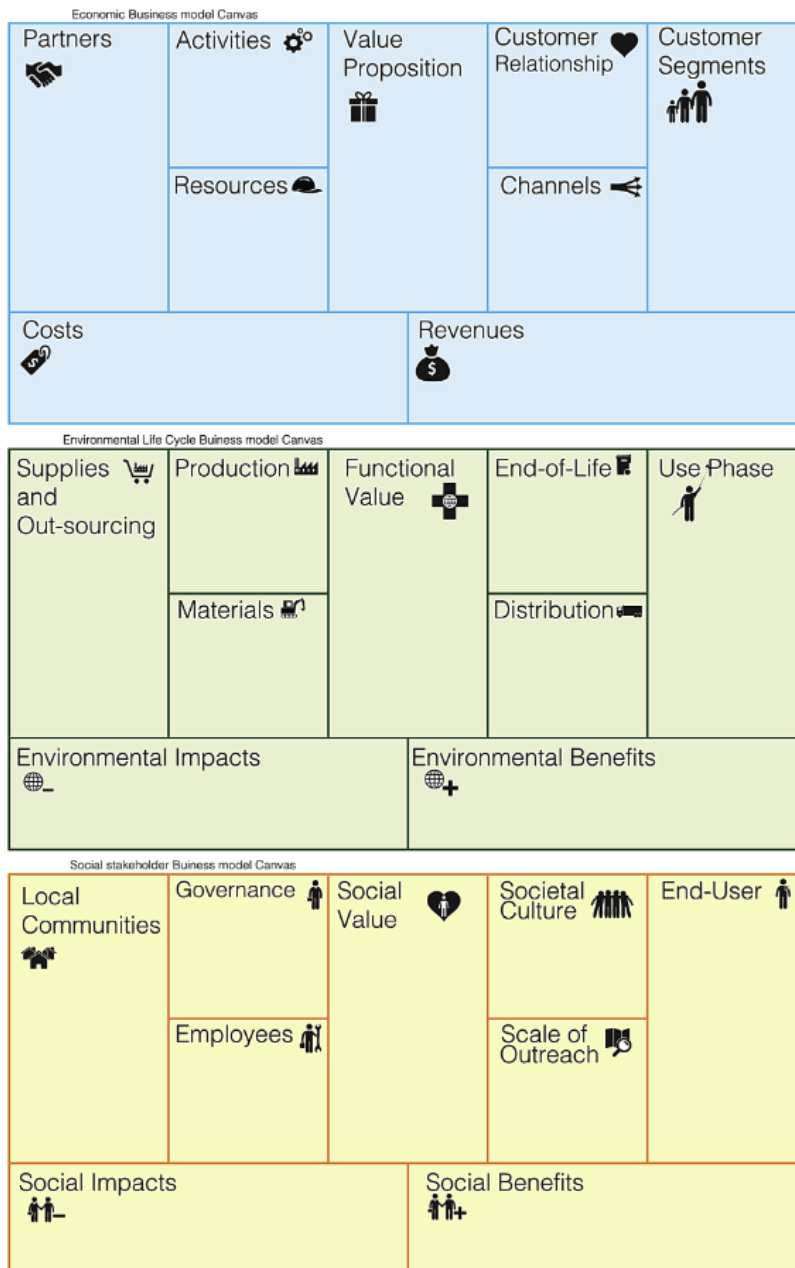 Economic Business model Canvas
Partners
Activities
Value
Proposition
Customer
Relationship
Customer
Segments
Resources
Channels
Costs
$
Revenues
$
Environmental Life Cycle Buiness model Canvas
Supplies
and
Out-sourcing
Production
Functional
Value
End-of-Life
Use Phase
Materials
Distribution
Environmental Impacts
Environmental Benefits
Social stakeholder Buiness model Canvas
Local
Communities
Governance
Social
Value
Societal
Culture
End-User
Employees
Scale of
Outreach
Social Impacts
Social Benefits